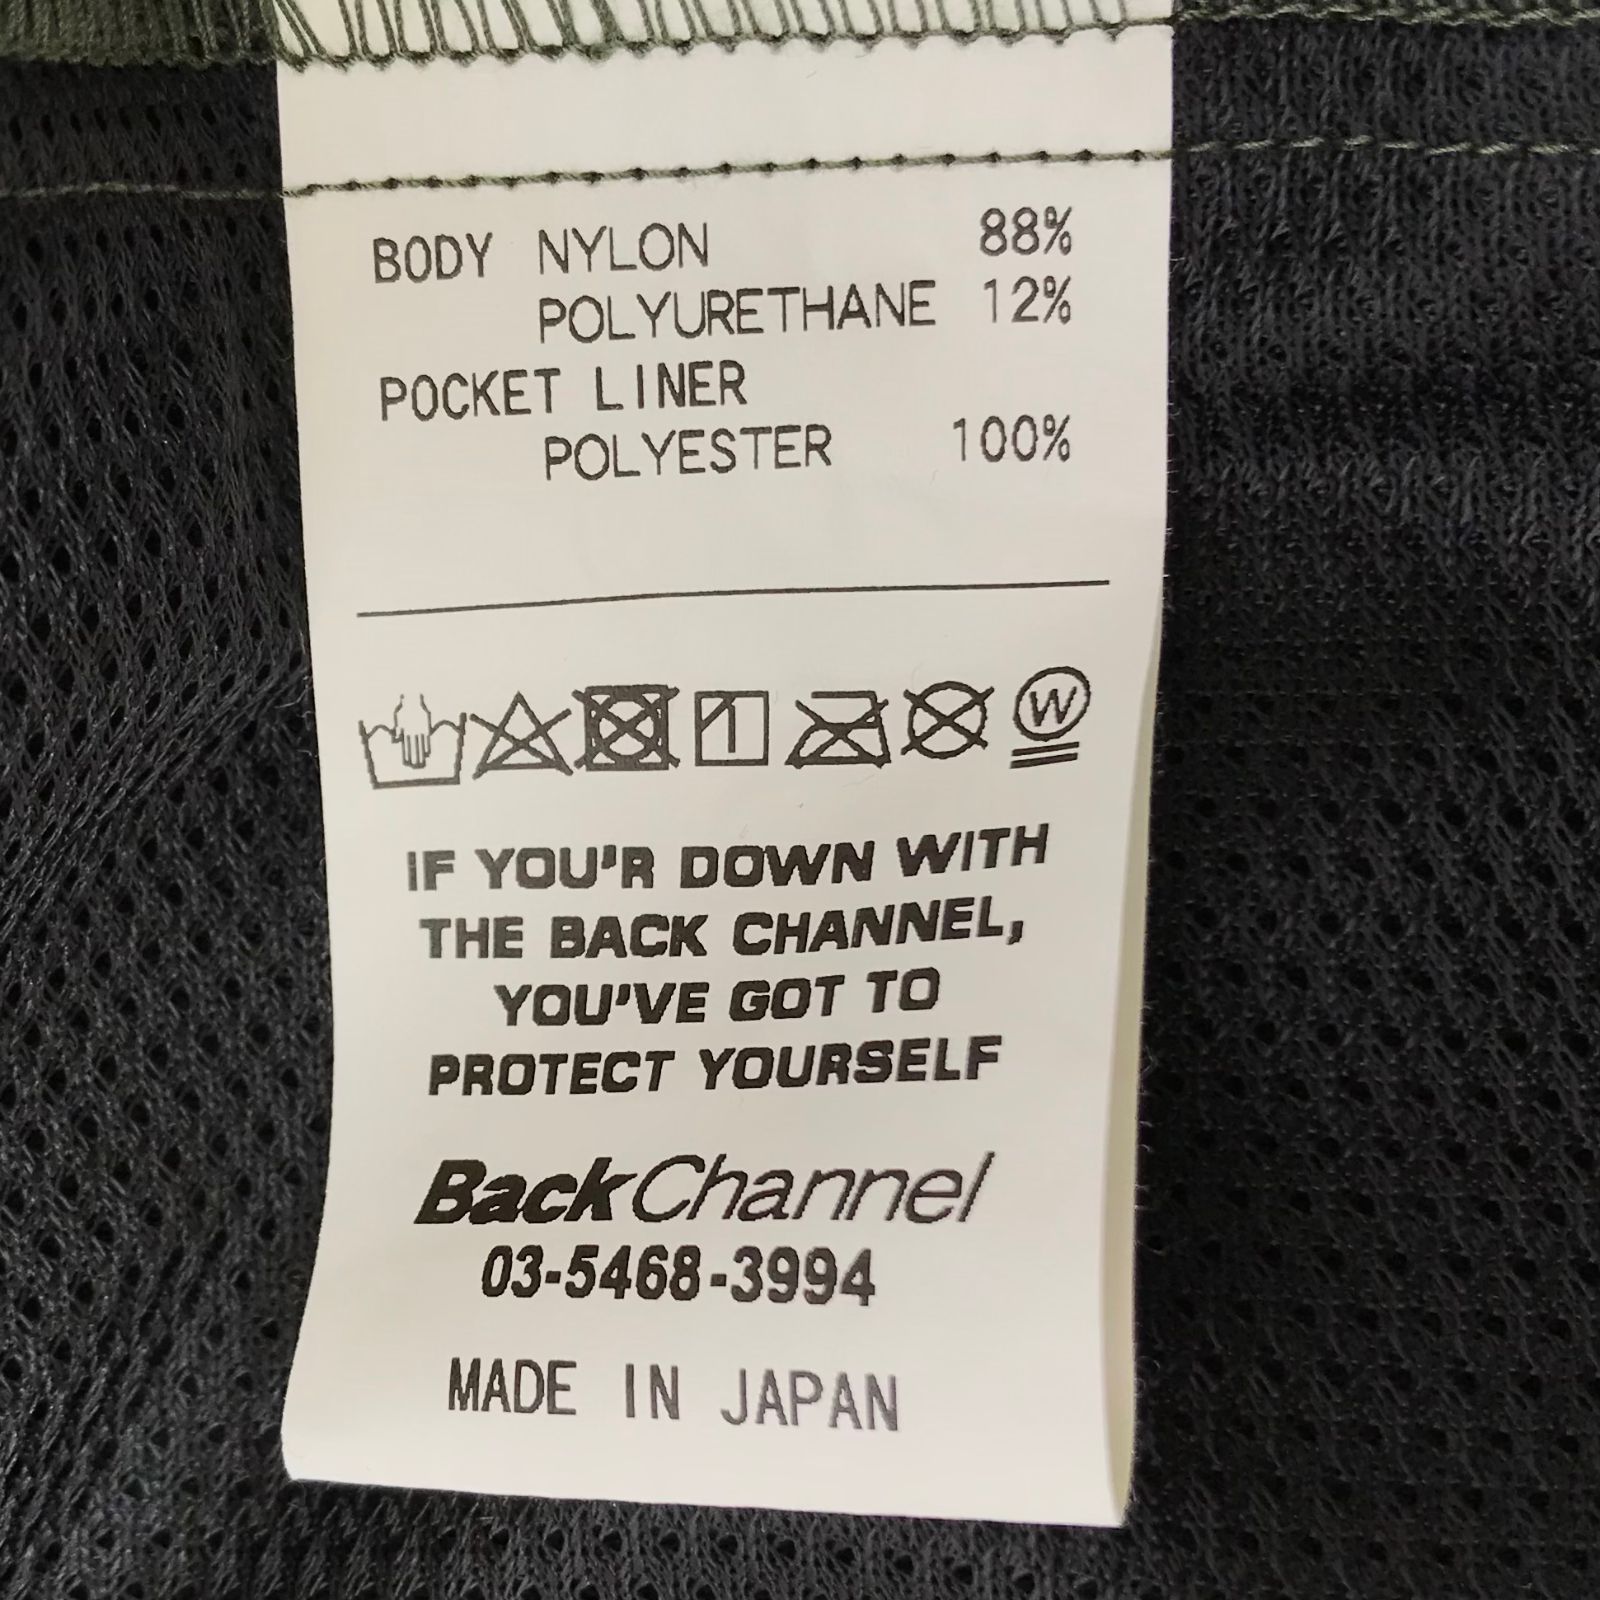 BODY NYLON 88%
POLYURETHANE 12%
POCKET LINER
POLYESTER 100%
W
IF YOU'R DOWN WITH
THE BACK CHANNEL,
YOU'VE GOT TO
PROTECT YOURSELF
BackChannel
03-5468-3994
MADE IN JAPAN